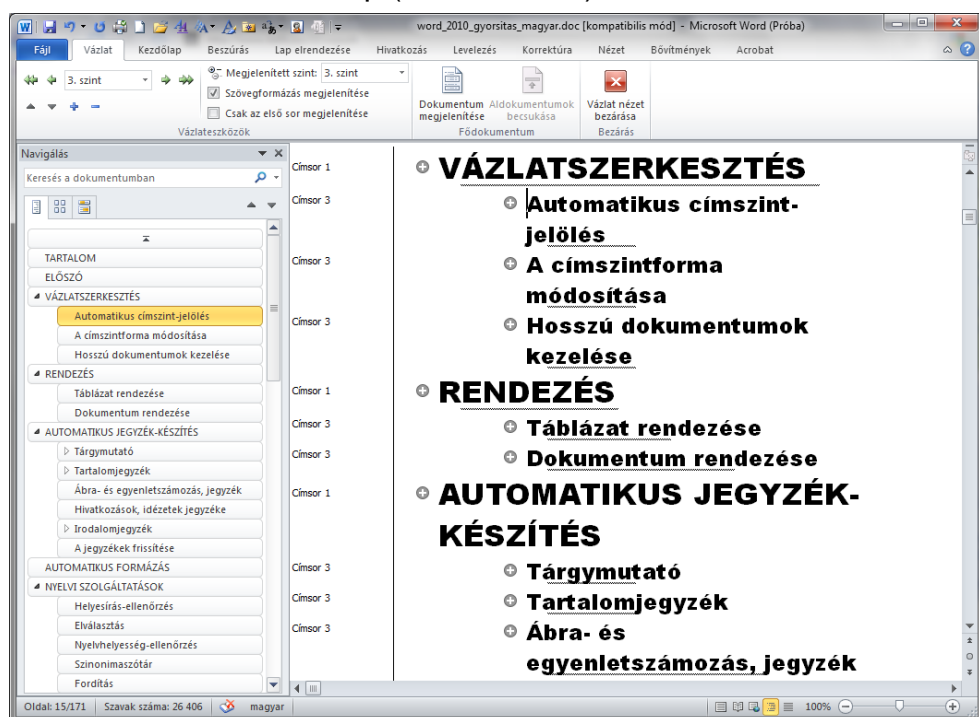 word_2010_gyorsitas_magyar.doc [kompatibilis mód] - Microsoft Word (Próba)
Fájl Vázlat Kezdőlap Beszúrás Lap elrendezése Hivatkozás Levelezés Korrektúra Nézet Bővítmények Acrobat
3. szint
Megjelenített szint: 3. szint
Szövegformázás megjelenítése
Csak az első sor megjelenítése
Vázlateszközök
Dokumentum megjelenítése
Aldokumentumok becsukása
Fődokumentum
Vázlat nézet bezárása
Bezárás
Navigálás
Keresés a dokumentumban
TARTALOM
ELŐSZÓ
VÁZLATSZERKESZTÉS
Automatikus címszint-jelölés
A címszintforma módosítása
Hosszú dokumentumok kezelése
RENDEZÉS
Táblázat rendezése
Dokumentum rendezése
AUTOMATIKUS JEGYZÉK-KÉSZÍTÉS
Tárgymutató
Tartalomjegyzék
Ábra- és egyenletszámozás, jegyzék
Hivatkozások, idézetek jegyzéke
Irodalomjegyzék
A jegyzékek frissítése
AUTOMATIKUS FORMÁZÁS
NYELVI SZOLGÁLTATÁSOK
Helyesírás-ellenőrzés
Elválasztás
Nyelvhelyesség-ellenőrzés
Szinonimaszótár
Fordítás
Címsor 1 VÁZLATSZERKESZTÉS
Címsor 3 Automatikus címszint-
jelölés
Címsor 3 A címszintforma
módosítása
Címsor 3 Hosszú dokumentumok
kezelése
Címsor 1 RENDEZÉS
Címsor 3 Táblázat rendezése
Címsor 3 Dokumentum rendezése
Címsor 1 AUTOMATIKUS JEGYZÉK-
KÉSZÍTÉS
Címsor 3 Tárgymutató
Címsor 3 Tartalomjegyzék
Címsor 3 Ábra- és
egyenletszámozás, jegyzék
Oldal: 15/171 Szavak száma: 26 406 magyar 100%